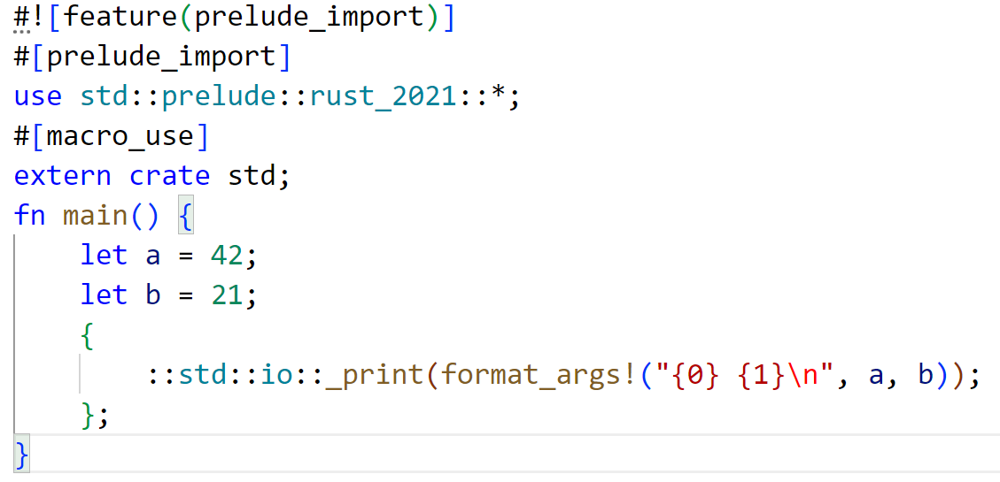 #![feature(prelude_import)]
#[prelude_import]
use std::prelude::rust_2021::*;
#[macro_use]
extern crate std;
fn main() {
    let a = 42;
    let b = 21;
    {
        ::std::io::_print(format_args!("{0} {1}\n", a, b));
    };
}